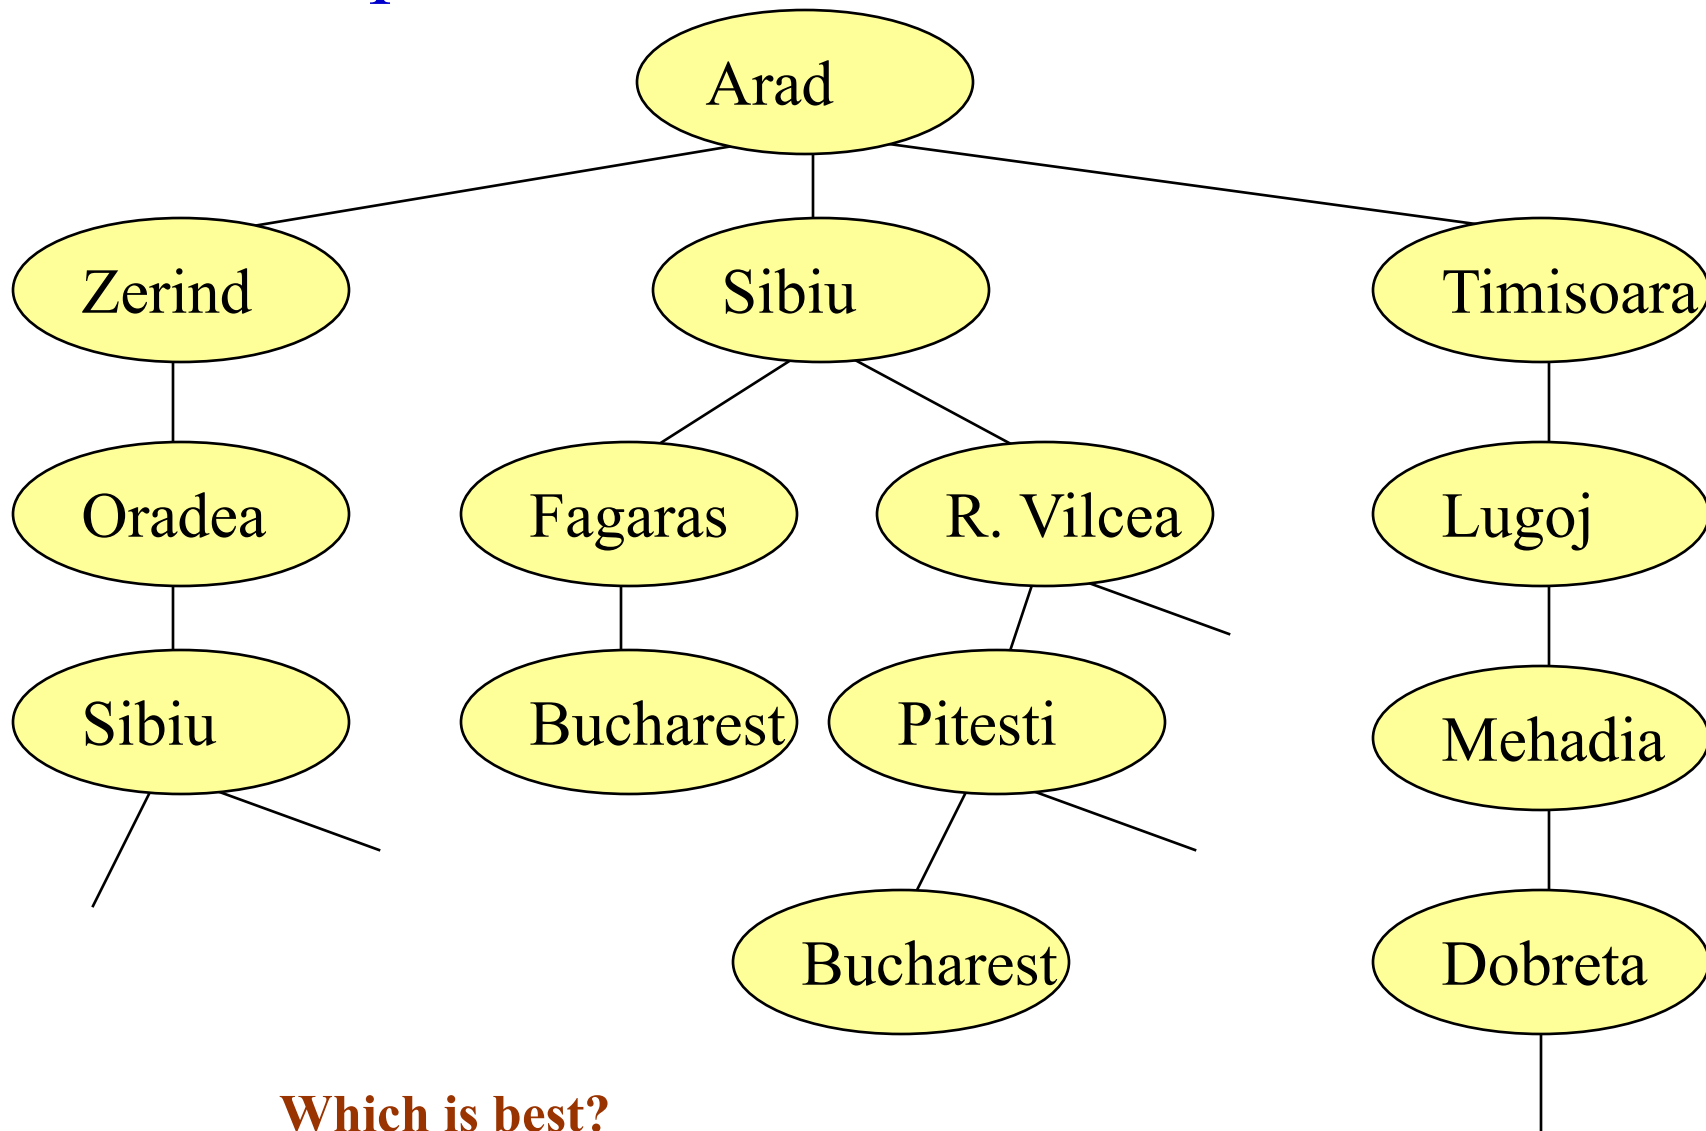 Arad
Zerind
Sibiu
Timisoara
Oradea
Fagaras
R. Vilcea
Lugoj
Sibiu
Bucharest
Pitesti
Mehadia
Bucharest
Dobreta
Which is best?